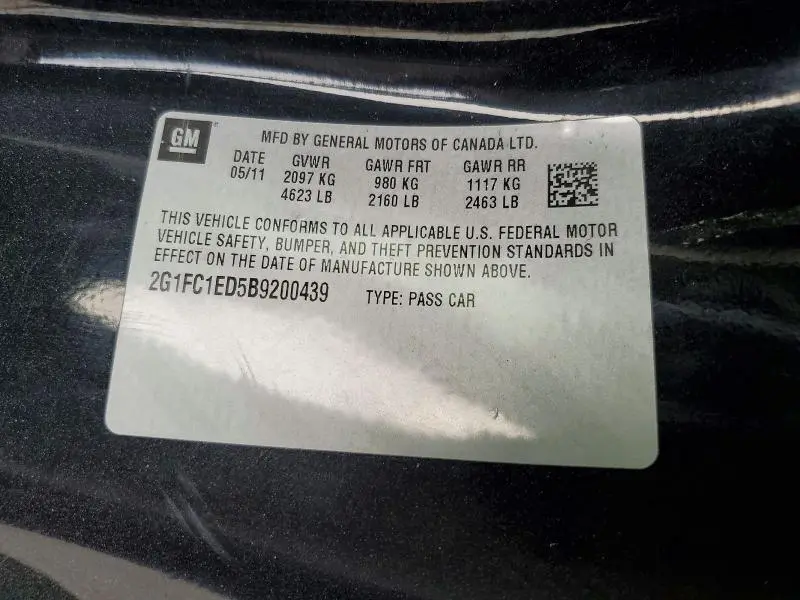 GM
MFD BY GENERAL MOTORS OF CANADA LTD.
DATE GVWR GAWR FRT GAWR RR
05/11 2097 KG 980 KG 1117 KG
4623 LB 2160 LB 2463 LB
THIS VEHICLE CONFORMS TO ALL APPLICABLE U.S. FEDERAL MOTOR
VEHICLE SAFETY, BUMPER, AND THEFT PREVENTION STANDARDS IN
EFFECT ON THE DATE OF MANUFACTURE SHOWN ABOVE.
2G1FC1ED5B9200439 TYPE: PASS CAR